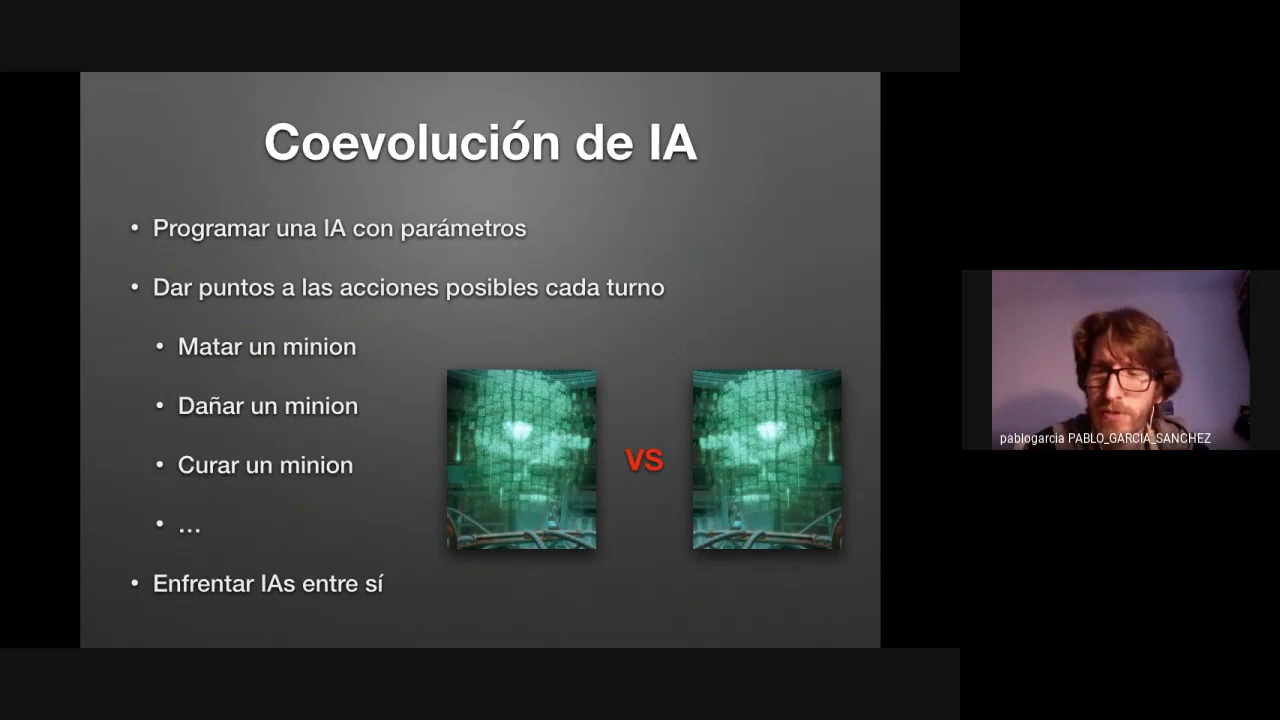 Coevolución de IA
• Programar una IA con parámetros
• Dar puntos a las acciones posibles cada turno
• Matar un minion
• Dañar un minion
• Curar un minion
• ...
VS
• Enfrentar IAs entre sí
pablogarcia PABLO_GARCIA_SANCHEZ